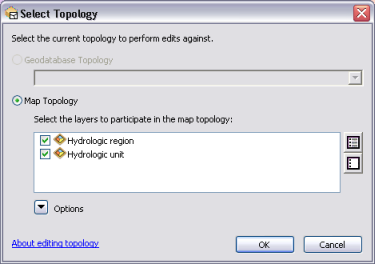 Select Topology
Select the current topology to perform edits against.
Geodatabase Topology
Map Topology
Select the layers to participate in the map topology:
Hydrologic region
Hydrologic unit
Options
About editing topology
OK
Cancel